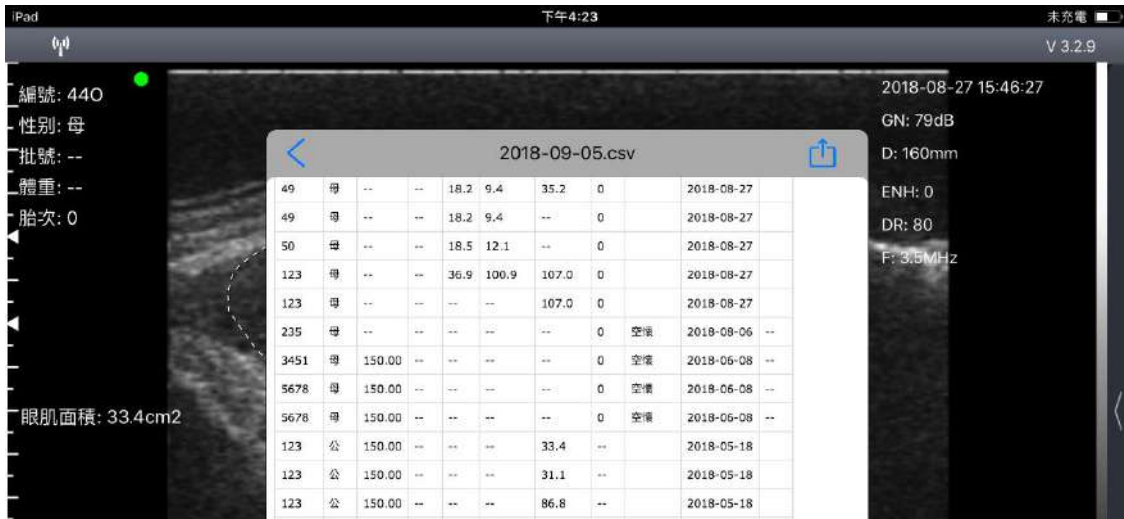 iPad 下午4:23 未充電
V 3.2.9
編號: 440
性別: 母
批號: --
體重: --
胎次: 0
眼肌面積: 33.4cm2
2018-09-05.csv
49 母 -- -- 18.2 9.4 35.2 0 2018-08-27
49 母 -- -- 18.2 9.4 -- 0 2018-08-27
50 母 -- -- 18.5 12.1 -- 0 2018-08-27
123 母 -- -- 36.9 100.9 107.0 0 2018-08-27
123 母 -- -- -- -- 107.0 0 2018-08-27
235 母 -- -- -- -- -- 0 空懷 2018-08-06 --
3451 母 150.00 -- -- -- -- 0 空懷 2018-06-08 --
5678 母 150.00 -- -- -- -- 0 空懷 2018-06-08 --
5678 母 150.00 -- -- -- -- 0 空懷 2018-06-08 --
123 公 150.00 -- -- -- 33.4 -- 2018-05-18
123 公 150.00 -- -- -- 31.1 -- 2018-05-18
123 公 150.00 -- -- -- 86.8 -- 2018-05-18
2018-08-27 15:46:27
GN: 79dB
D: 160mm
ENH: 0
DR: 80
F: 3.5MHz